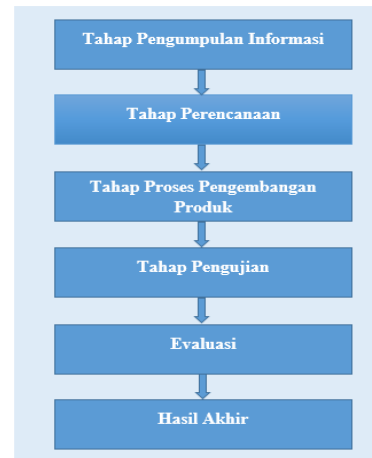 Tahap Pengumpulan Informasi
Tahap Perencanaan
Tahap Proses Pengembangan
Produk
Tahap Pengujian
Evaluasi
Hasil Akhir